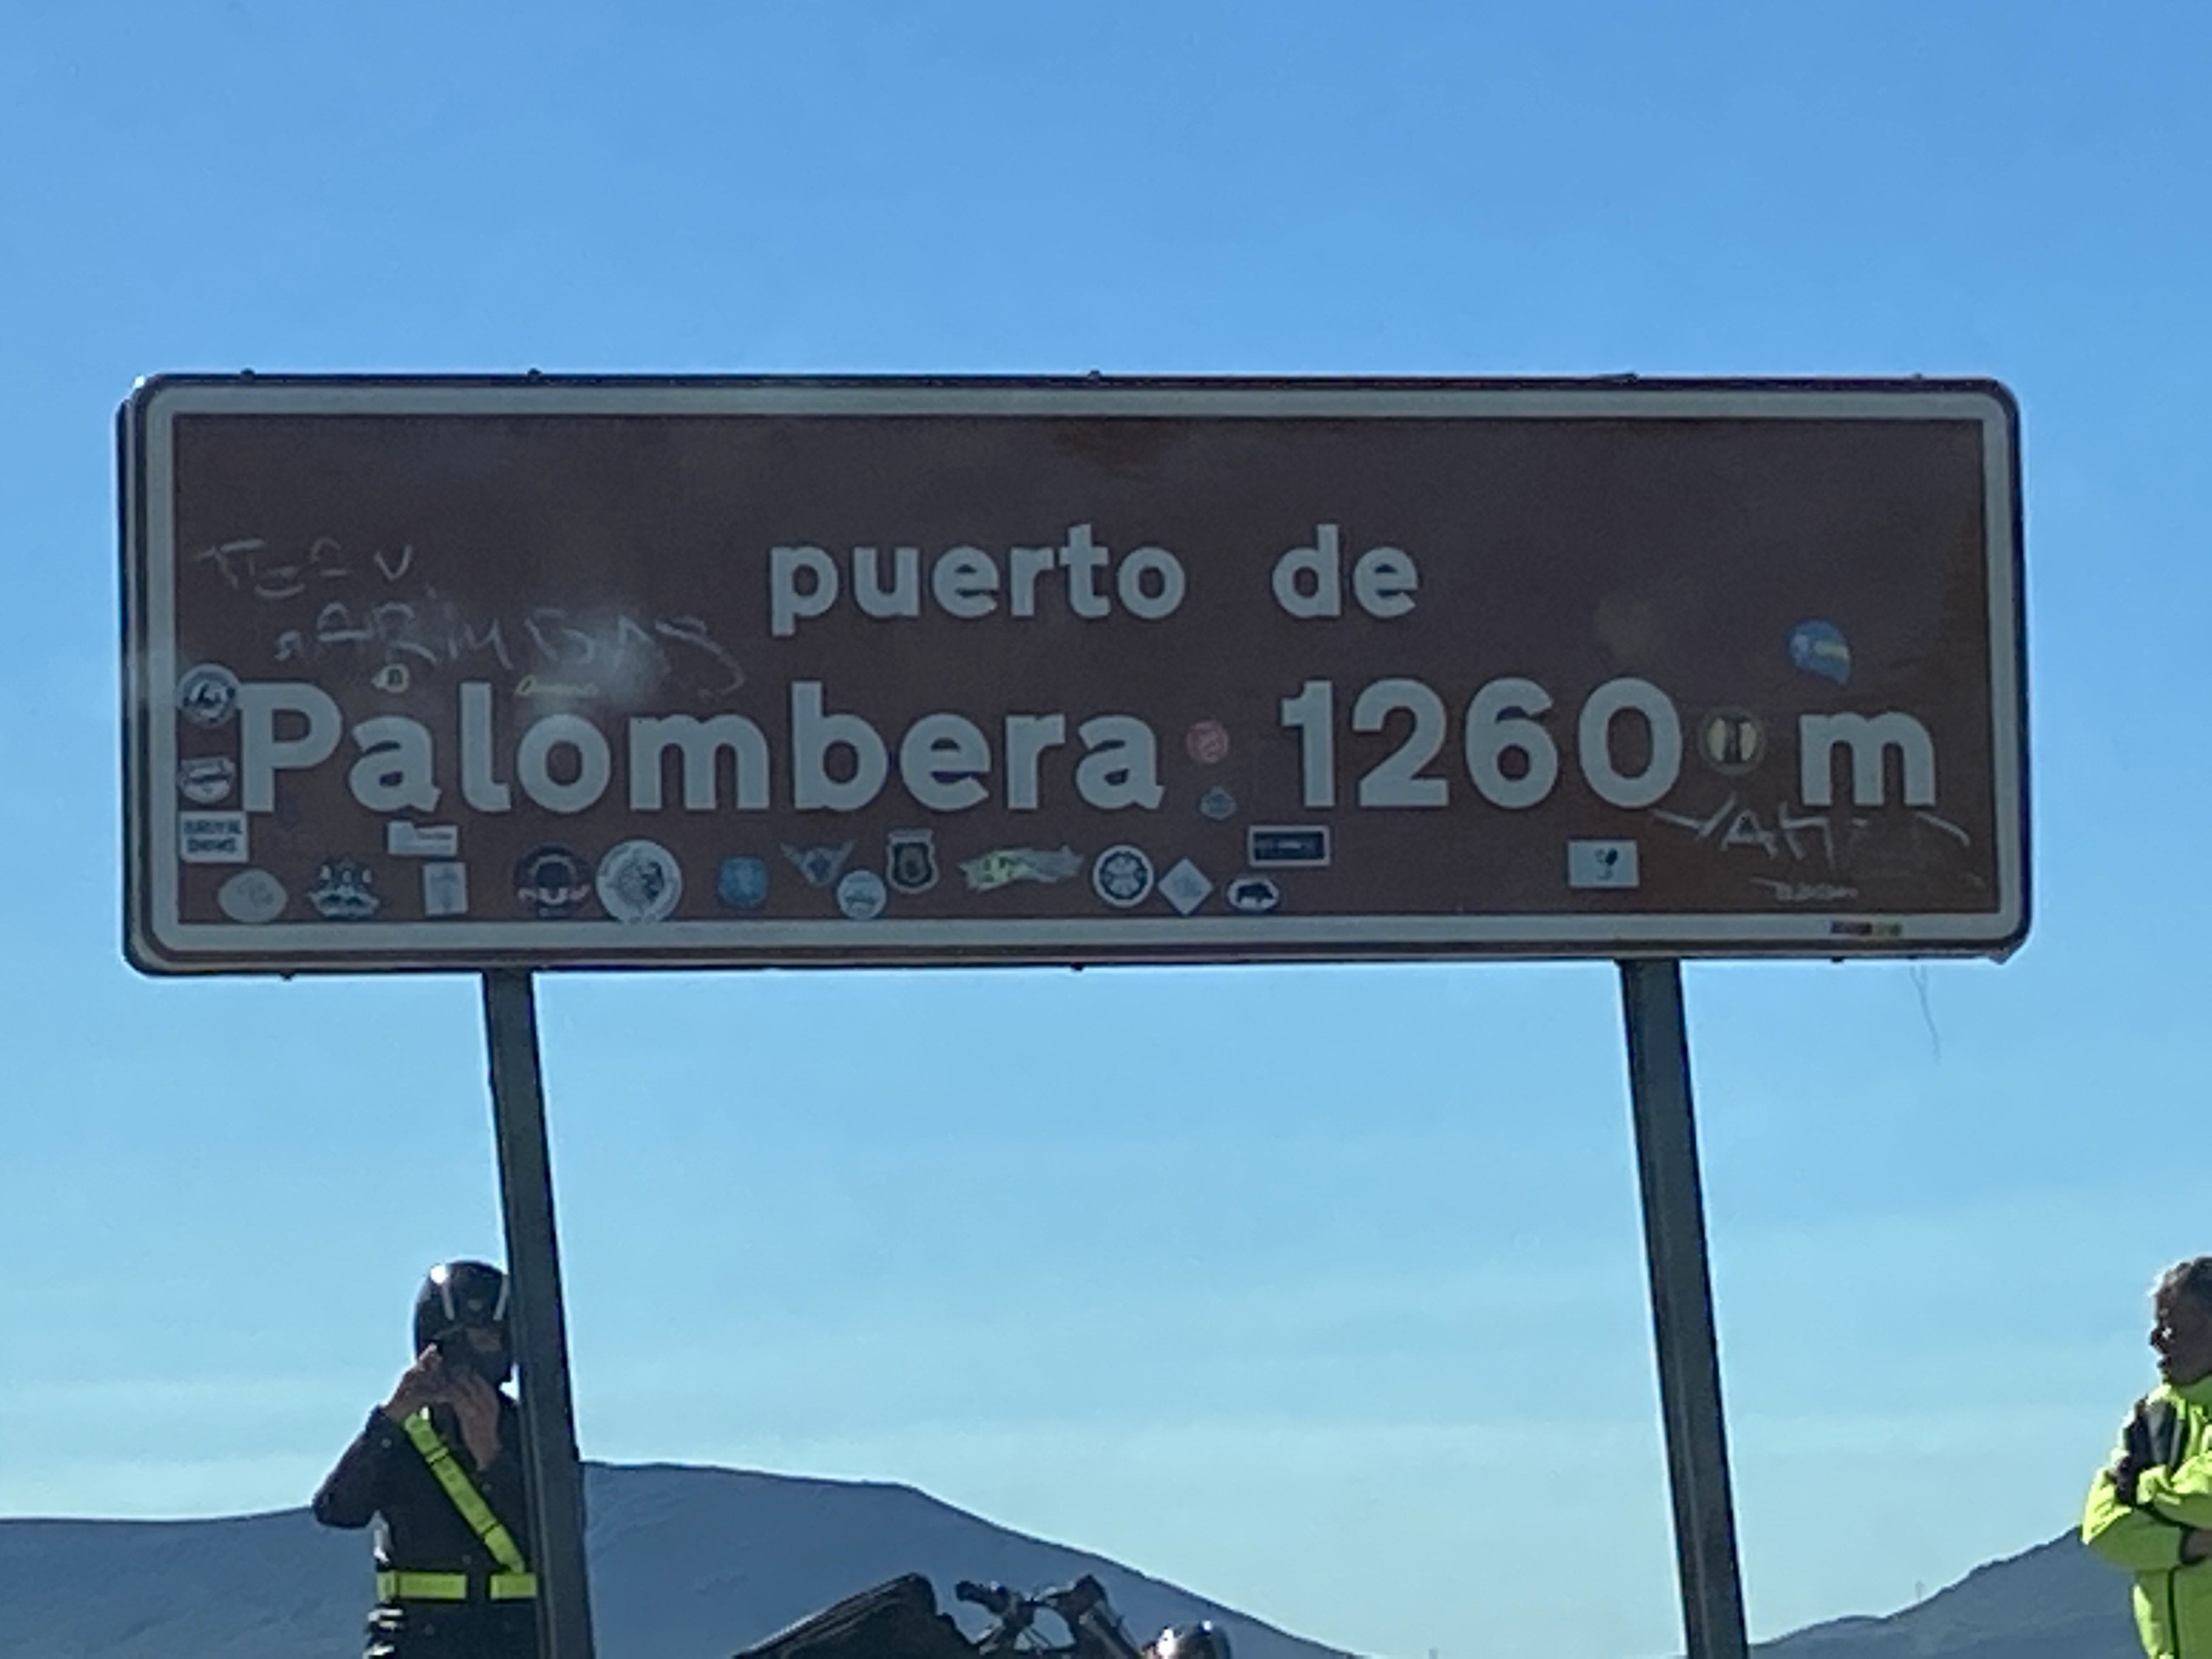 puerto de
Palombera 1260 m